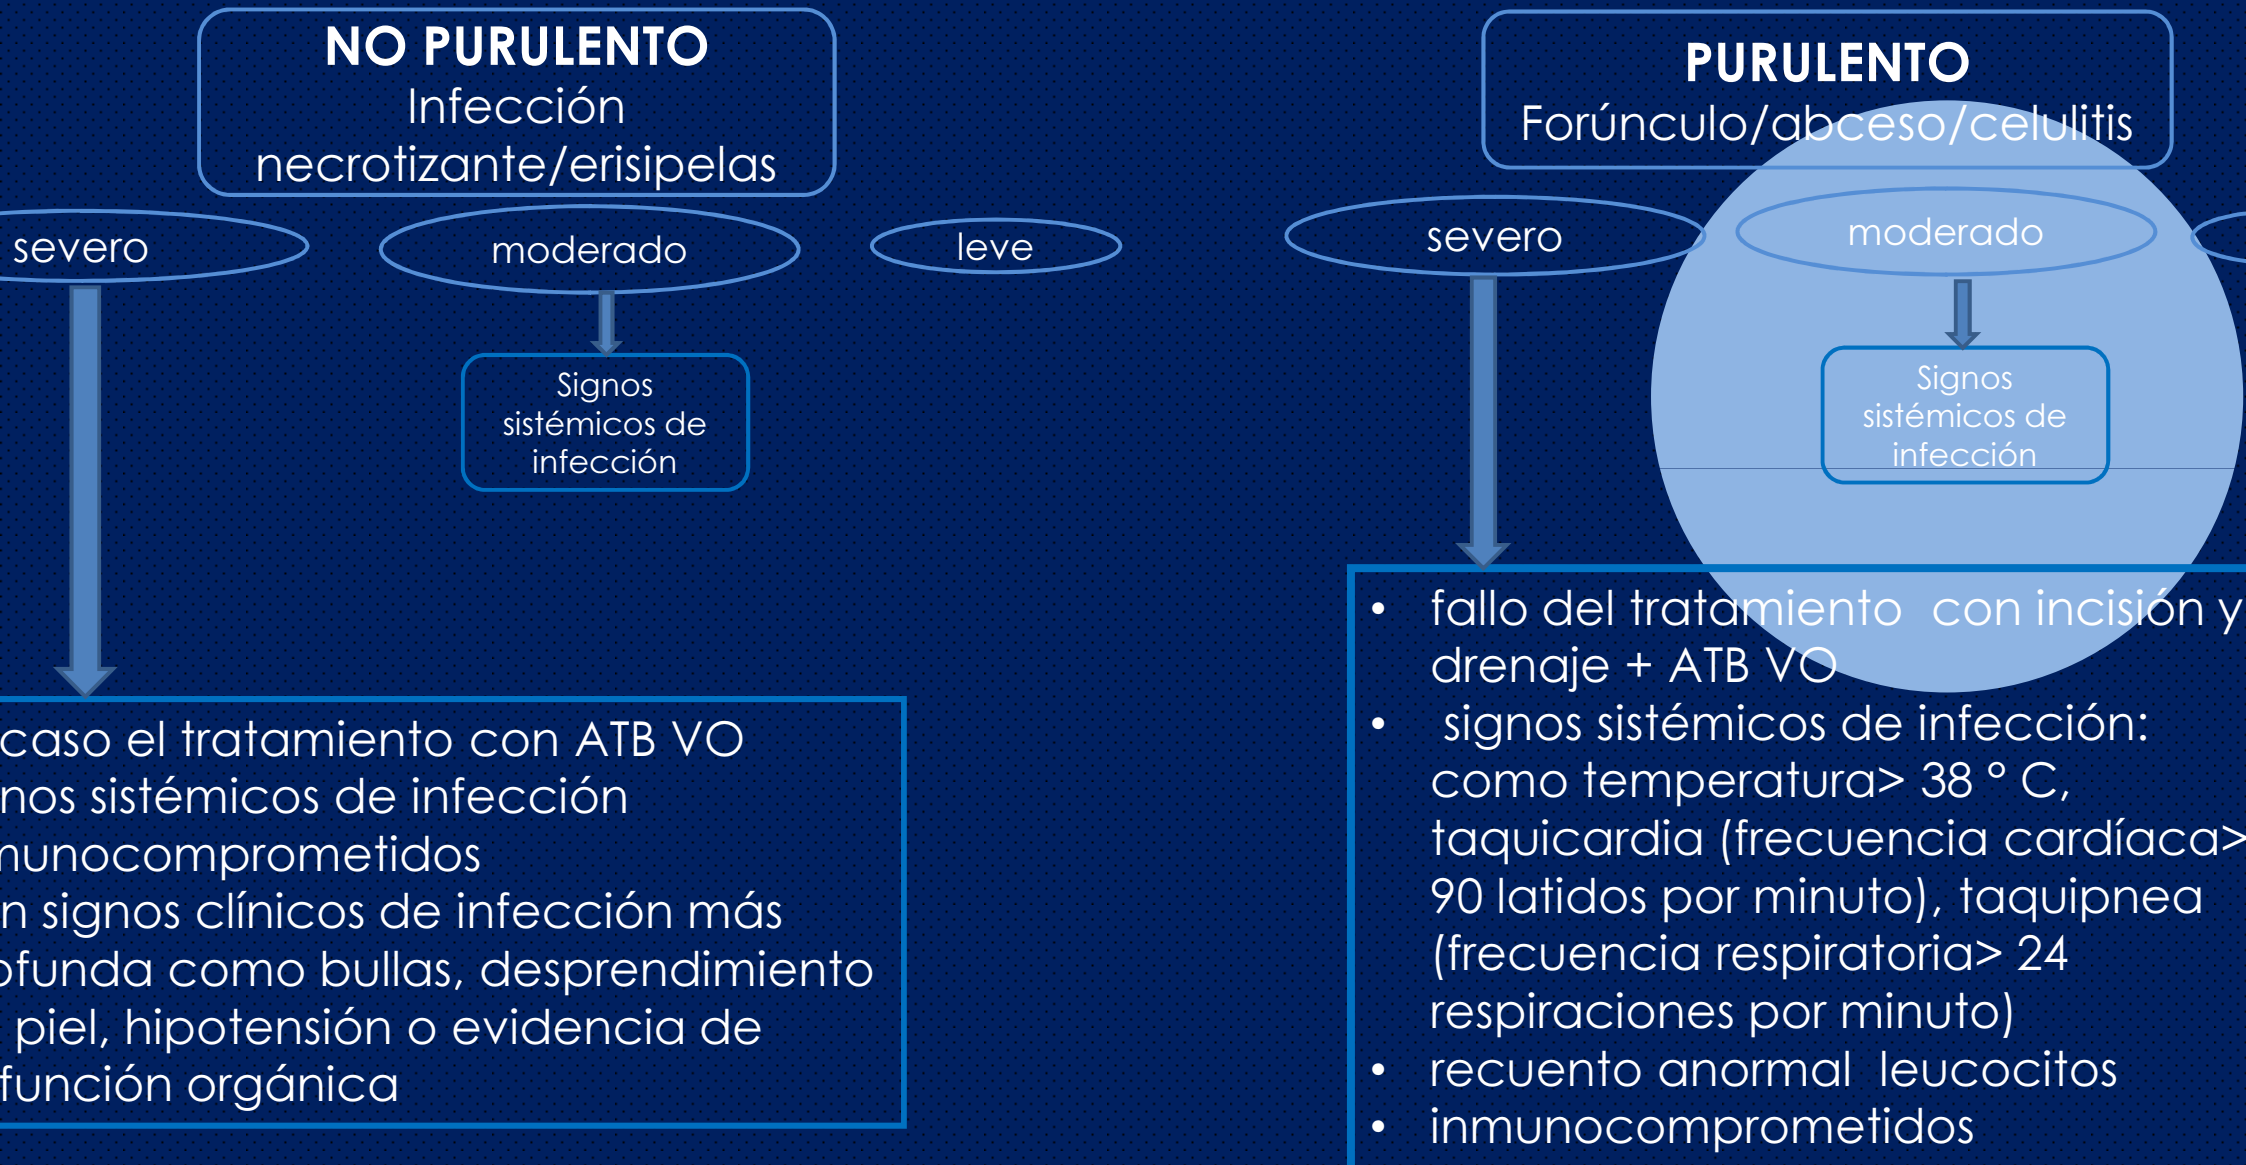 NO PURULENTO
Infección
necrotizante/erisipelas
severo
moderado
leve
Signos
sistémicos de
infección
caso el tratamiento con ATB VO
nos sistémicos de infección
munocomprometidos
n signos clínicos de infección más
ofunda como bullas, desprendimiento
piel, hipotensión o evidencia de
función orgánica
PURULENTO
Forúnculo/abceso/celulitis
severo
moderado
Signos
sistémicos de
infección
• fallo del tratamiento con incisión y
drenaje + ATB VO
• signos sistémicos de infección:
como temperatura> 38 ° C,
taquicardia (frecuencia cardíaca>
90 latidos por minuto), taquipnea
(frecuencia respiratoria> 24
respiraciones por minuto)
• recuento anormal leucocitos
• inmunocomprometidos